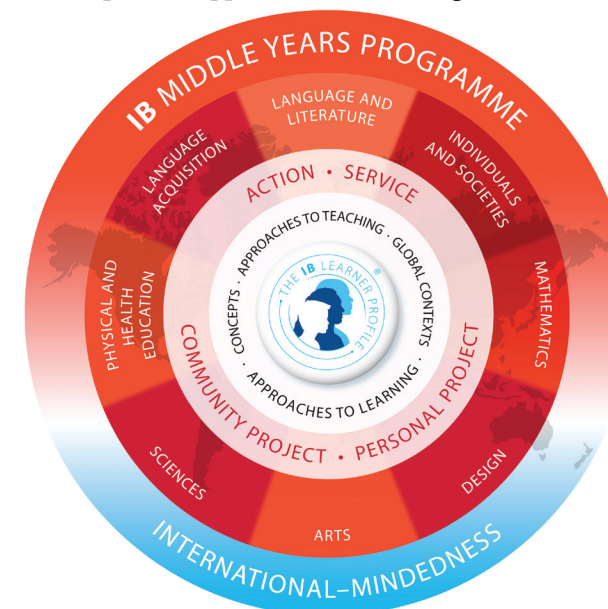 IB MIDDLE YEARS PROGRAMME
LANGUAGE AND
LITERATURE
INDIVIDUALS
AND SOCIETIES
MATHEMATICS
DESIGN
ARTS
SCIENCES
PHYSICAL AND
HEALTH
EDUCATION
LANGUAGE
ACQUISITION
ACTION • SERVICE
COMMUNITY PROJECT • PERSONAL PROJECT
APPROACHES TO TEACHING · GLOBAL CONTEXTS ·
APPROACHES TO LEARNING · CONCEPTS ·
THE IB LEARNER PROFILE ®
INTERNATIONAL–MINDEDNESS